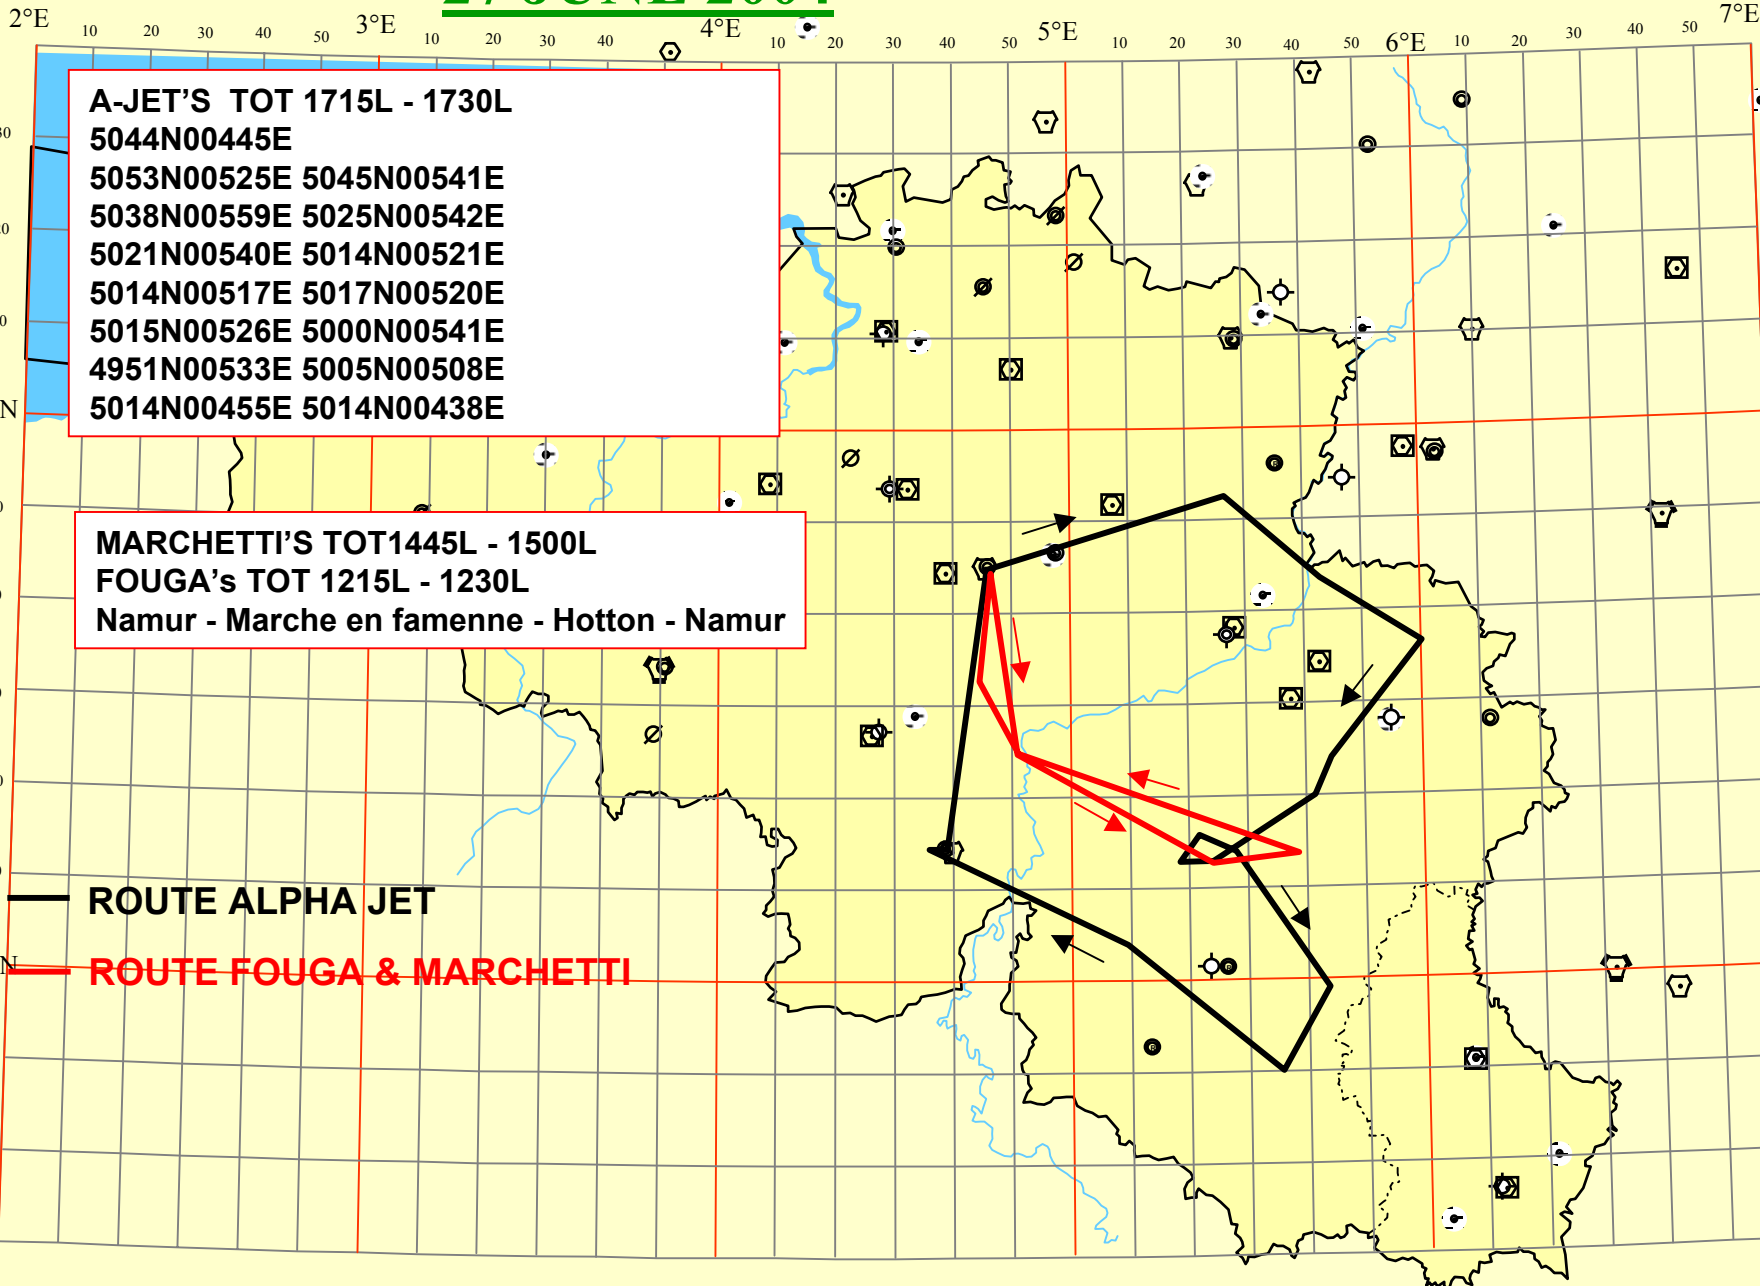 27 JUNE 2004
2°E 10 20 30 40 50 3°E 10 20 30 40 4°E 10 20 30 40 50 5°E 10 20 30 40 50 6°E 10 20 30 40 50 7°E
A-JET'S TOT 1715L - 1730L
5044N00445E
5053N00525E 5045N00541E
5038N00559E 5025N00542E
5021N00540E 5014N00521E
5014N00517E 5017N00520E
5015N00526E 5000N00541E
4951N00533E 5005N00508E
5014N00455E 5014N00438E
N
MARCHETTI'S TOT1445L - 1500L
FOUGA's TOT 1215L - 1230L
Namur - Marche en famenne - Hotton - Namur
ROUTE ALPHA JET
N
ROUTE FOUGA & MARCHETTI